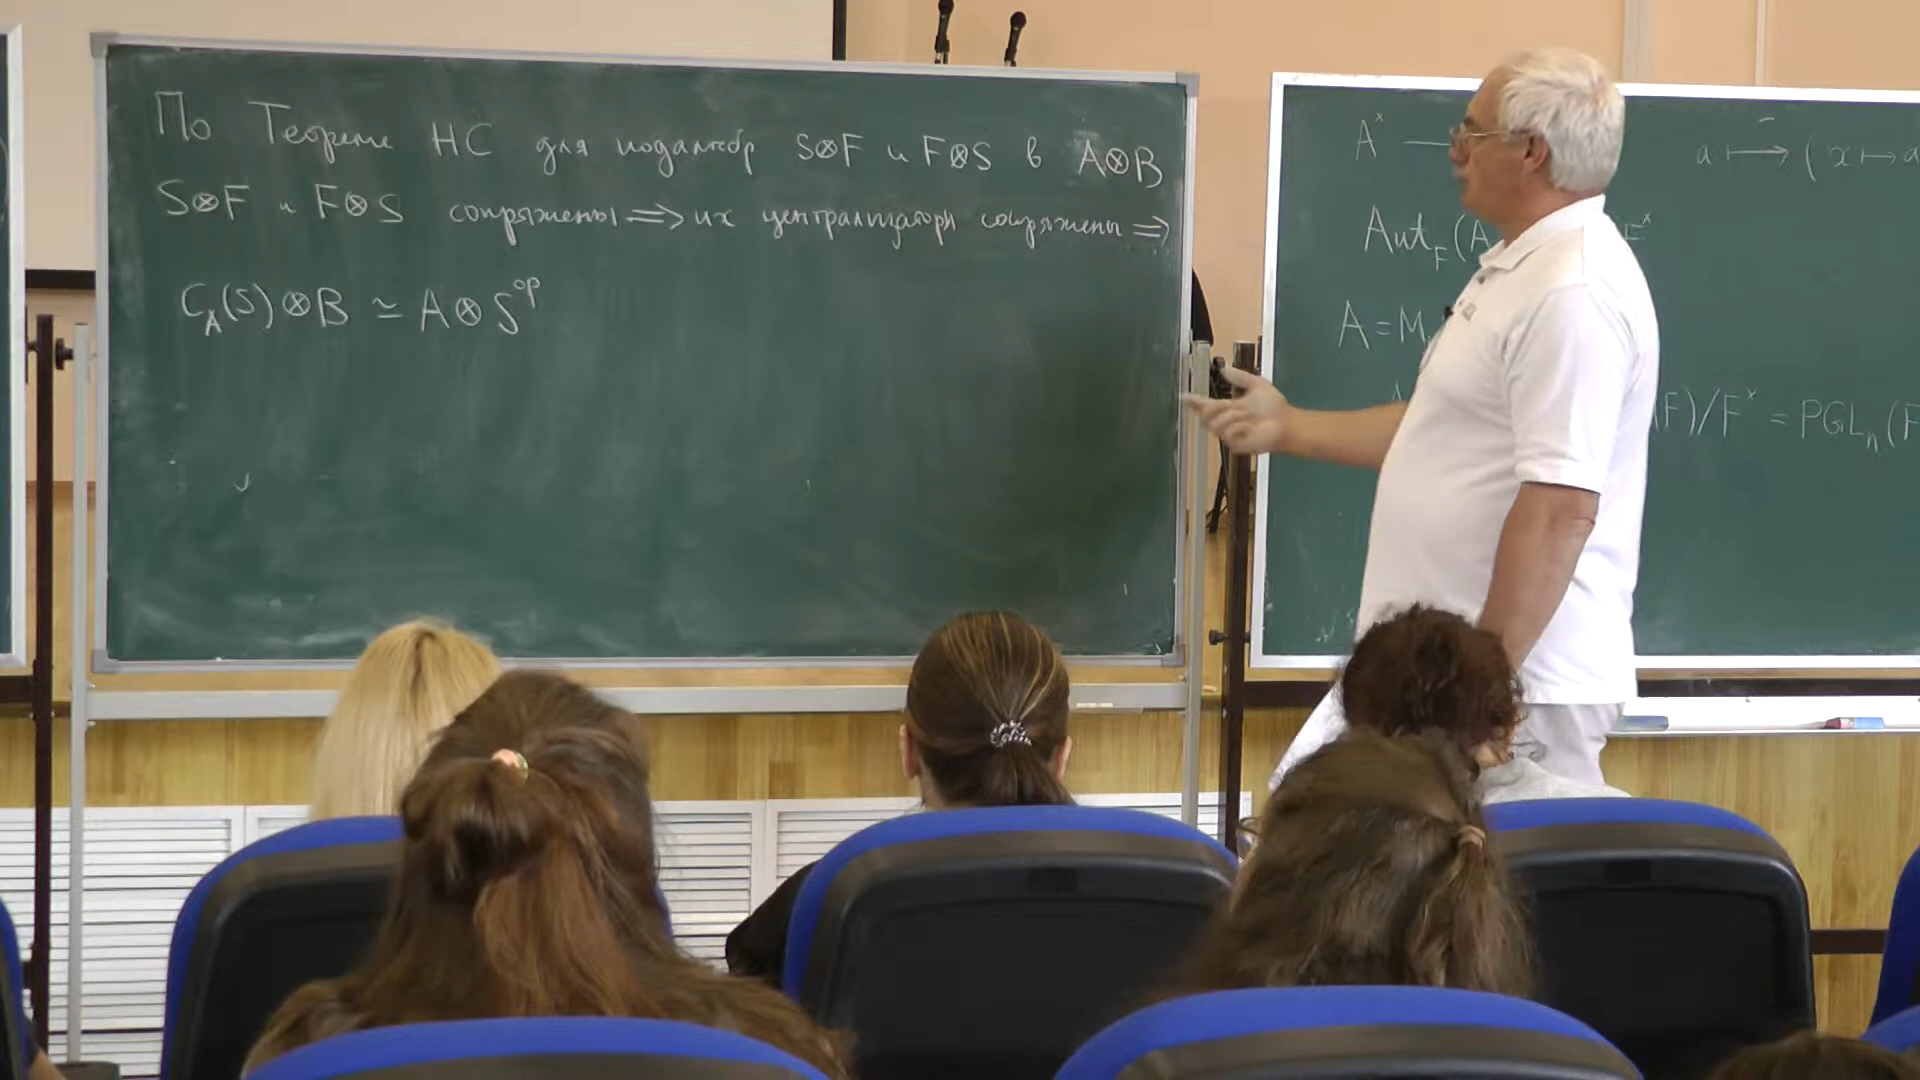 По Теореме НС для подалгебр S⊗F и F⊗S в A⊗B
S⊗F и F⊗S сопряжены ⟹ их централизаторы сопряжены ⟹
C_A(S)⊗B ≃ A⊗S^op
A^× —
a ⟼ ( x ⟼ a
Aut_F(A
A = M
(F)/F^× = PGL_n(F